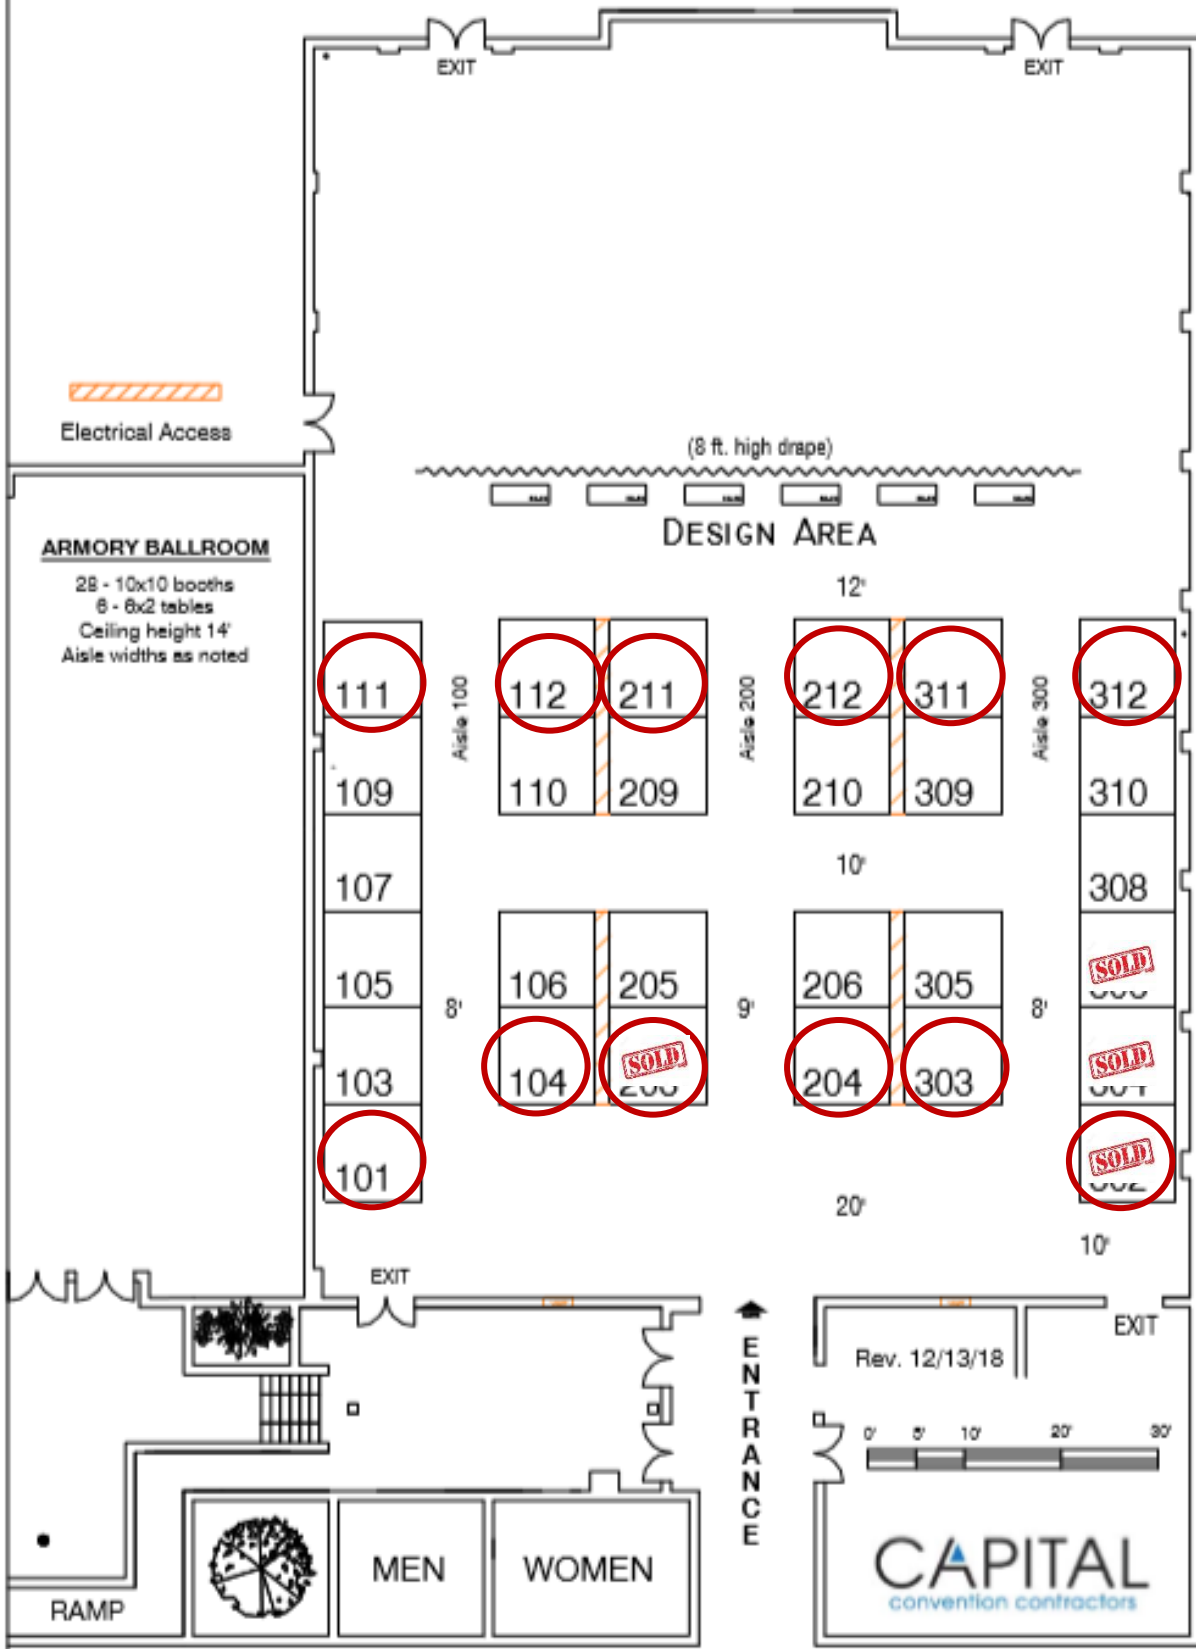 EXIT
EXIT
Electrical Access
(8 ft. high drape)
DESIGN AREA
ARMORY BALLROOM
28 - 10x10 booths
6 - 6x2 tables
Ceiling height 14'
Aisle widths as noted
12'
111
112
211
212
311
312
Aisle 100
Aisle 200
Aisle 300
109
110
209
210
309
310
10'
107
308
105
106
205
206
305
SOLD
8'
9'
8'
103
104
SOLD
204
303
SOLD
101
SOLD
20'
10'
EXIT
ENTRANCE
EXIT
Rev. 12/13/18
0' 5' 10' 20' 30'
MEN
WOMEN
RAMP
CAPITAL
convention contractors